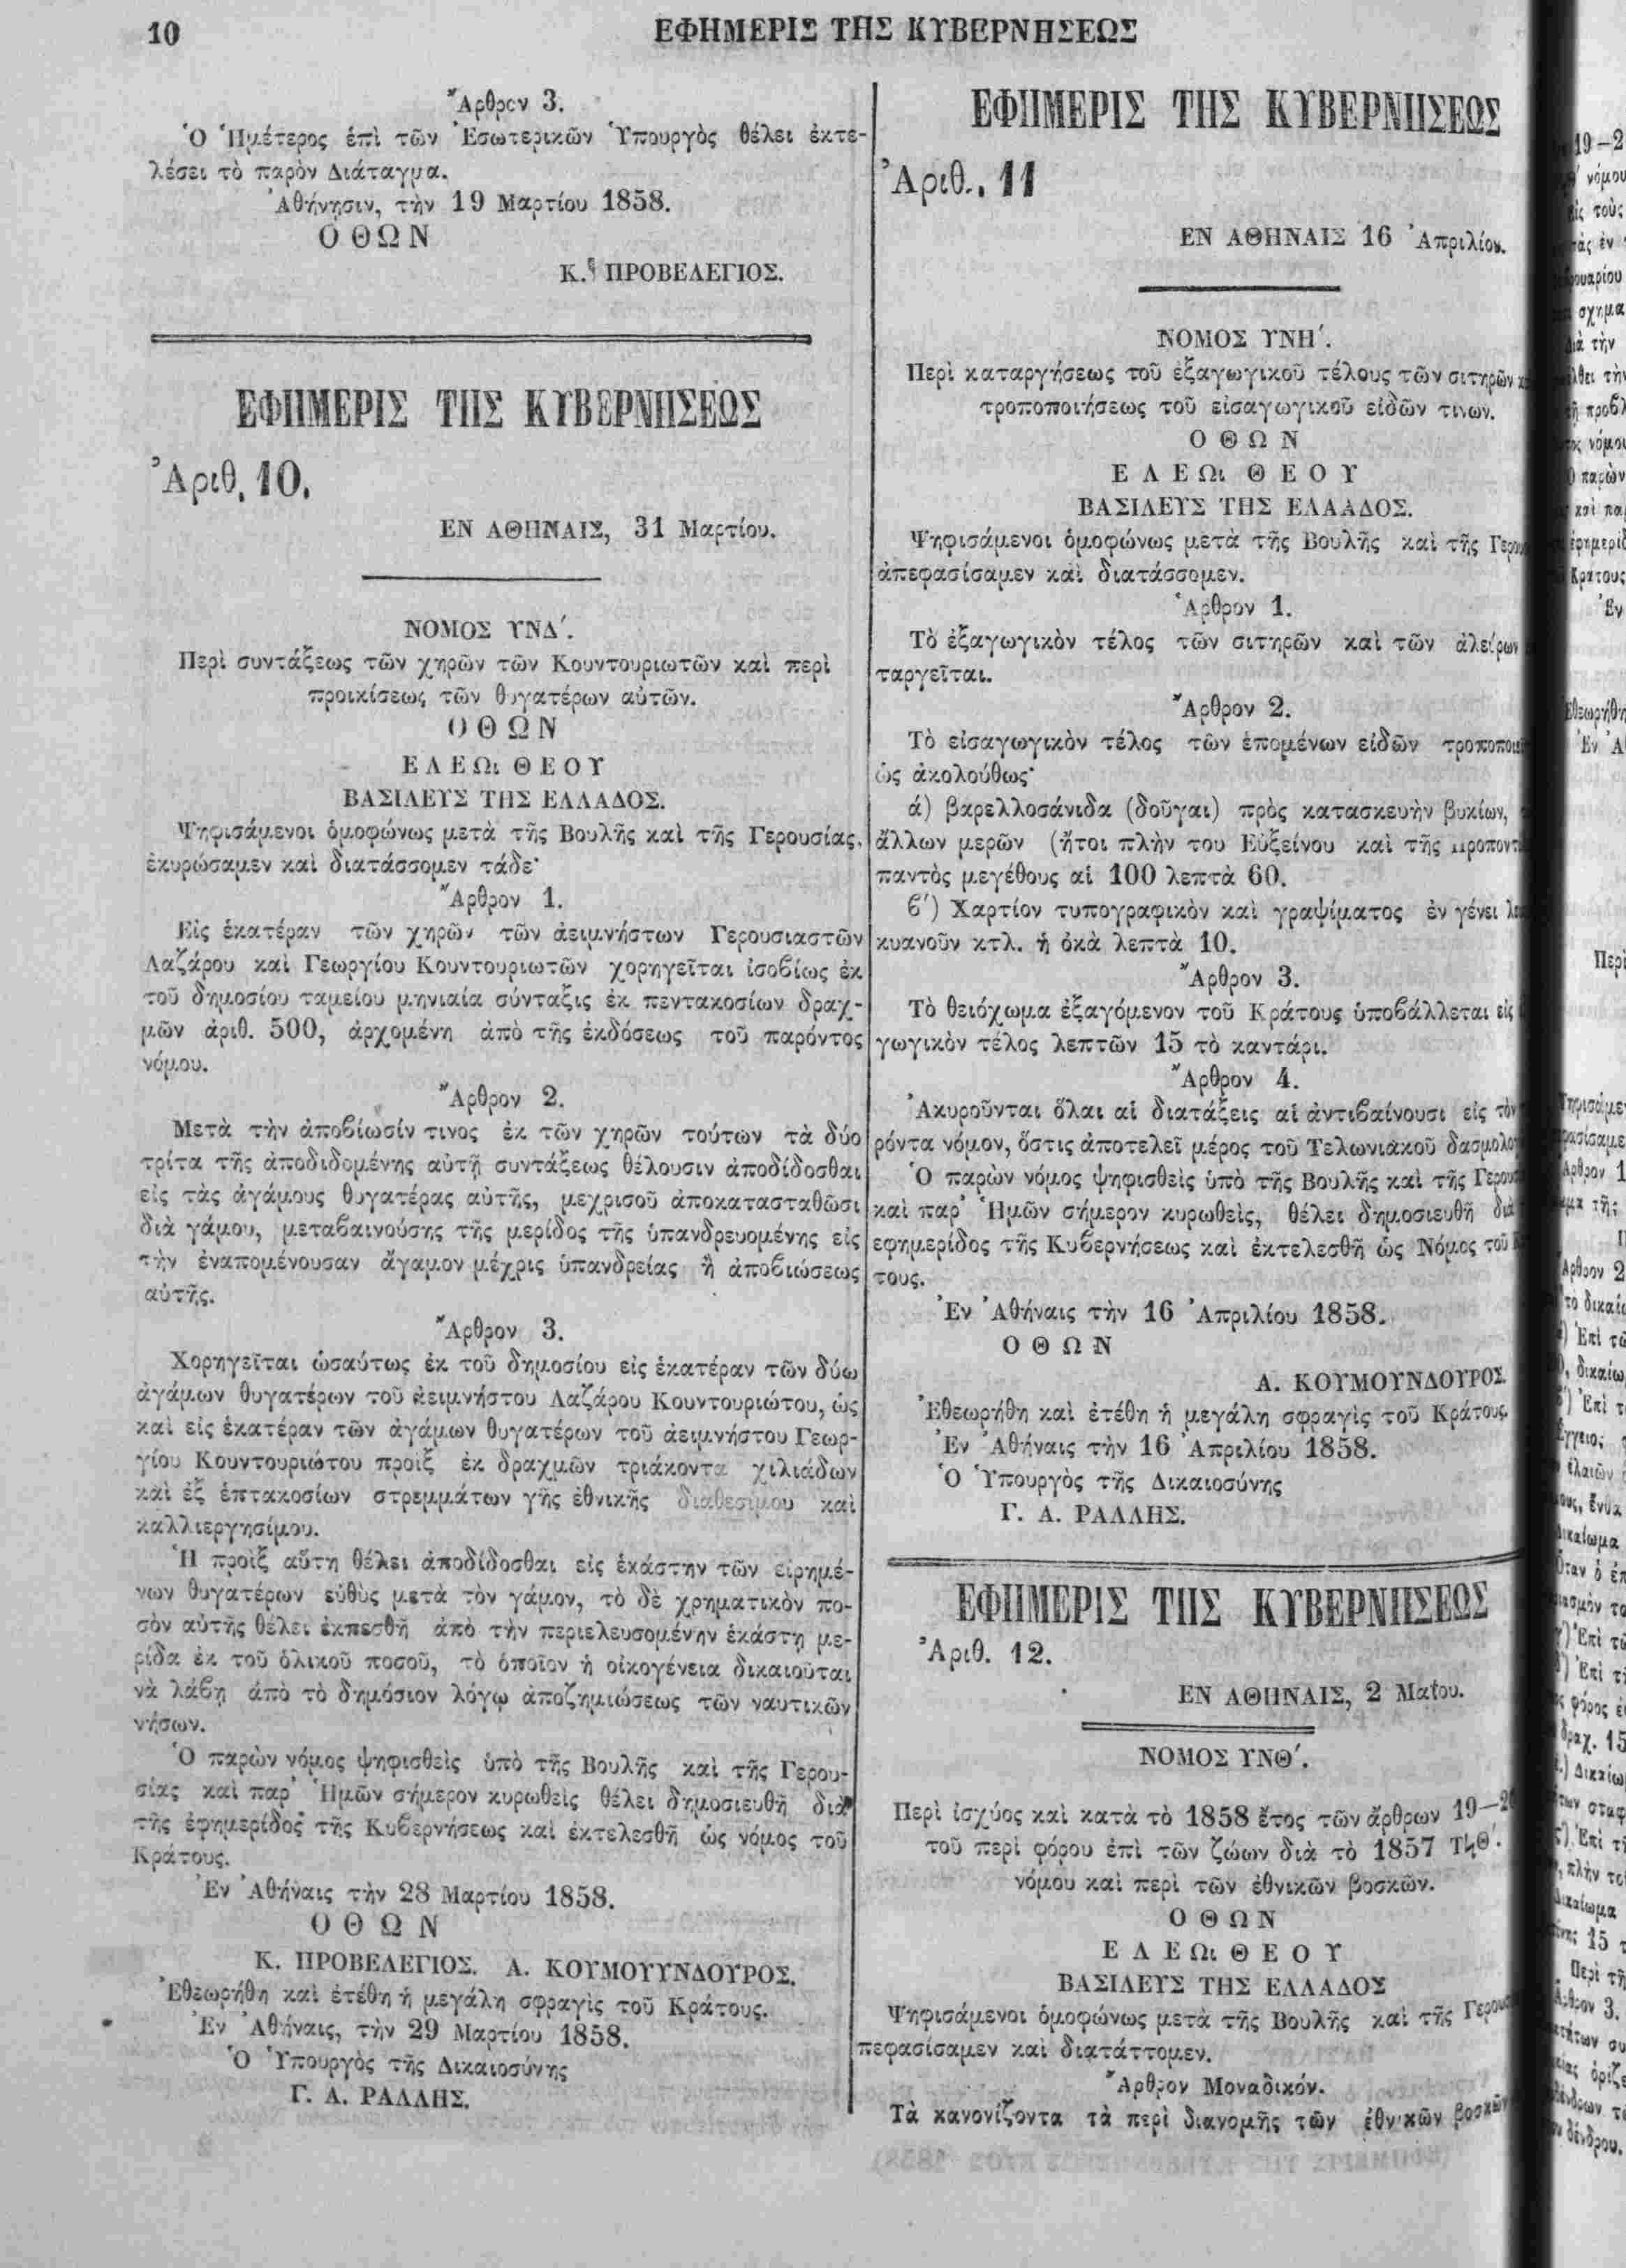 10
ΕΦΗΜΕΡΙΣ ΤΗΣ ΚΥΒΕΡΝΗΣΕΩΣ
Ἄρθρον 3.
Ὁ Ἡμέτερος ἐπὶ τῶν Ἐσωτερικῶν Ὑπουργὸς θέλει ἐκτε-
λέσει τὸ παρὸν Διάταγμα.
Ἀθήνησιν, τὴν 19 Μαρτίου 1858.
ΟΘΩΝ
Κ. ΠΡΟΒΕΛΕΓΙΟΣ.
ΕΦΗΜΕΡΙΣ ΤΗΣ ΚΥΒΕΡΝΗΣΕΩΣ
Ἀριθ. 10.
ΕΝ ΑΘΗΝΑΙΣ, 31 Μαρτίου.
ΝΟΜΟΣ ΥΝΔ΄.
Περὶ συντάξεως τῶν χηρῶν τῶν Κουντουριωτῶν καὶ περὶ
προικίσεως τῶν θυγατέρων αὐτῶν.
ΟΘΩΝ
ΕΛΕΩι ΘΕΟΥ
ΒΑΣΙΛΕΥΣ ΤΗΣ ΕΛΛΑΔΟΣ.
Ψηφισάμενοι ὁμοφώνως μετὰ τῆς Βουλῆς καὶ τῆς Γερουσίας,
ἐκυρώσαμεν καὶ διατάσσομεν τάδε·
Ἄρθρον 1.
Εἰς ἑκατέραν τῶν χηρῶν τῶν ἀειμνήστων Γερουσιαστῶν
Λαζάρου καὶ Γεωργίου Κουντουριωτῶν χορηγεῖται ἰσοβίως ἐκ
τοῦ δημοσίου ταμείου μηνιαία σύνταξις ἐκ πεντακοσίων δραχ-
μῶν ἀριθ. 500, ἀρχομένη ἀπὸ τῆς ἐκδόσεως τοῦ παρόντος
νόμου.
Ἄρθρον 2.
Μετὰ τὴν ἀποβίωσίν τινος ἐκ τῶν χηρῶν τούτων τὰ δύο
τρίτα τῆς ἀποδιδομένης αὐτῇ συντάξεως θέλουσιν ἀποδίδοσθαι
εἰς τὰς ἀγάμους θυγατέρας αὐτῆς, μεχρισοῦ ἀποκατασταθῶσι
διὰ γάμου, μεταβαινούσης τῆς μερίδος τῆς ὑπανδρευομένης εἰς
τὴν ἐναπομένουσαν ἄγαμον μέχρις ὑπανδρείας ἢ ἀποβιώσεως
αὐτῆς.
Ἄρθρον 3.
Χορηγεῖται ὡσαύτως ἐκ τοῦ δημοσίου εἰς ἑκατέραν τῶν δύω
ἀγάμων θυγατέρων τοῦ ἀειμνήστου Λαζάρου Κουντουριώτου, ὡς
καὶ εἰς ἑκατέραν τῶν ἀγάμων θυγατέρων τοῦ ἀειμνήστου Γεωρ-
γίου Κουντουριώτου προὶξ ἐκ δραχμῶν τριάκοντα χιλιάδων
καὶ ἐξ ἑπτακοσίων στρεμμάτων γῆς ἐθνικῆς διαθεσίμου καὶ
καλλιεργησίμου.
Ἡ προὶξ αὕτη θέλει ἀποδίδοσθαι εἰς ἑκάστην τῶν εἰρημέ-
νων θυγατέρων εὐθὺς μετὰ τὸν γάμον, τὸ δὲ χρηματικὸν πο-
σὸν αὐτῆς θέλει ἐκπεσθῆ ἀπὸ τὴν περιελευσομένην ἑκάστῃ με-
ρίδα ἐκ τοῦ ὁλικοῦ ποσοῦ, τὸ ὁποῖον ἡ οἰκογένεια δικαιοῦται
νὰ λάβῃ ἀπὸ τὸ δημόσιον λόγῳ ἀποζημιώσεως τῶν ναυτικῶν
νήσων.
Ὁ παρὼν νόμος ψηφισθεὶς ὑπὸ τῆς Βουλῆς καὶ τῆς Γερου-
σίας καὶ παρ' Ἡμῶν σήμερον κυρωθεὶς θέλει δημοσιευθῆ διὰ
τῆς ἐφημερίδος τῆς Κυβερνήσεως καὶ ἐκτελεσθῆ ὡς νόμος τοῦ
Κράτους.
Ἐν Ἀθήναις τὴν 28 Μαρτίου 1858.
ΟΘΩΝ
Κ. ΠΡΟΒΕΛΕΓΙΟΣ. Α. ΚΟΥΜΟΥΥΝΔΟΥΡΟΣ.
Ἐθεωρήθη καὶ ἐτέθη ἡ μεγάλη σφραγὶς τοῦ Κράτους.
Ἐν Ἀθήναις, τὴν 29 Μαρτίου 1858.
Ὁ Ὑπουργὸς τῆς Δικαιοσύνης
Γ. Α. ΡΑΛΛΗΣ.
ΕΦΗΜΕΡΙΣ ΤΗΣ ΚΥΒΕΡΝΗΣΕΩΣ
Ἀριθ. 11
ΕΝ ΑΘΗΝΑΙΣ 16 Ἀπριλίου.
ΝΟΜΟΣ ΥΝΗ΄.
Περὶ καταργήσεως τοῦ ἐξαγωγικοῦ τέλους τῶν σιτηρῶν
τροποποιήσεως τοῦ εἰσαγωγικοῦ εἰδῶν τινων.
ΟΘΩΝ
ΕΛΕΩι ΘΕΟΥ
ΒΑΣΙΛΕΥΣ ΤΗΣ ΕΛΛΑΔΟΣ.
Ψηφισάμενοι ὁμοφώνως μετὰ τῆς Βουλῆς καὶ τῆς Γερου
ἀπεφασίσαμεν καὶ διατάσσομεν.
Ἄρθρον 1.
Τὸ ἐξαγωγικὸν τέλος τῶν σιτηρῶν καὶ τῶν ἀλείρων
ταργεῖται.
Ἄρθρον 2.
Τὸ εἰσαγωγικὸν τέλος τῶν ἑπομένων εἰδῶν τροποποι
ὡς ἀκολούθως·
ά) βαρελλοσάνιδα (δοῦγαι) πρὸς κατασκευὴν βυκίων,
ἄλλων μερῶν (ἤτοι πλὴν του Εὐξείνου καὶ τῆς Προποντ
παντὸς μεγέθους αἱ 100 λεπτὰ 60.
β΄) Χαρτίον τυπογραφικὸν καὶ γραψίματος ἐν γένει
κυανοῦν κτλ. ἡ ὀκὰ λεπτὰ 10.
Ἄρθρον 3.
Τὸ θειόχωμα ἐξαγόμενον τοῦ Κράτους ὑποβάλλεται εἰς
γωγικὸν τέλος λεπτῶν 15 τὸ καντάρι.
Ἄρθρον 4.
Ἀκυροῦνται ὅλαι αἱ διατάξεις αἱ ἀντιβαίνουσι εἰς τὸν
ρόντα νόμον, ὅστις ἀποτελεῖ μέρος τοῦ Τελωνιακοῦ δασμολο
Ὁ παρὼν νόμος ψηφισθεὶς ὑπὸ τῆς Βουλῆς καὶ τῆς Γερου
καὶ παρ' Ἡμῶν σήμερον κυρωθεὶς, θέλει δημοσιευθῆ διὰ
εφημερίδος τῆς Κυβερνήσεως καὶ ἐκτελεσθῆ ὡς Νόμος τοῦ
τους.
Ἐν Ἀθήναις τὴν 16 Ἀπριλίου 1858.
ΟΘΩΝ
Α. ΚΟΥΜΟΥΝΔΟΥΡΟΣ.
Ἐθεωρήθη καὶ ἐτέθη ἡ μεγάλη σφραγὶς τοῦ Κράτους.
Ἐν Ἀθήναις τὴν 16 Ἀπριλίου 1858.
Ὁ Ὑπουργὸς τῆς Δικαιοσύνης
Γ. Α. ΡΑΛΛΗΣ.
ΕΦΗΜΕΡΙΣ ΤΗΣ ΚΥΒΕΡΝΗΣΕΩΣ
Ἀριθ. 12.
ΕΝ ΑΘΗΝΑΙΣ, 2 Μαΐου.
ΝΟΜΟΣ ΥΝΘ΄.
Περὶ ἰσχύος καὶ κατὰ τὸ 1858 ἔτος τῶν ἄρθρων 19—2
τοῦ περὶ φόρου ἐπὶ τῶν ζώων διὰ τὸ 1857 ΤϞΘ΄.
νόμου καὶ περὶ τῶν ἐθνικῶν βοσκῶν.
ΟΘΩΝ
ΕΛΕΩι ΘΕΟΥ
ΒΑΣΙΛΕΥΣ ΤΗΣ ΕΛΛΑΔΟΣ
Ψηφισάμενοι ὁμοφώνως μετὰ τῆς Βουλῆς καὶ τῆς Γερου
πεφασίσαμεν καὶ διατάττομεν.
Ἄρθρον Μοναδικόν.
Τὰ κανονίζοντα τὰ περὶ διανομῆς τῶν ἐθνικῶν βοσκῶν